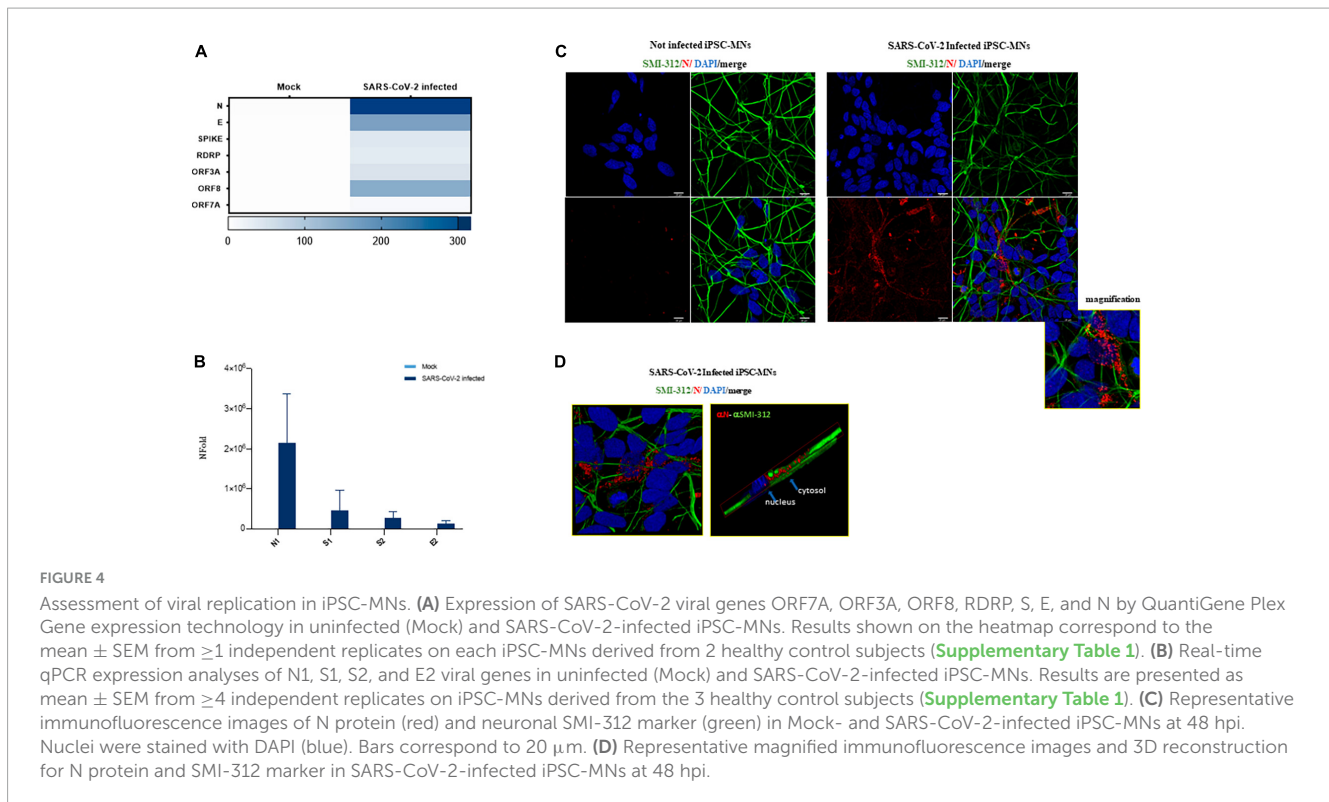 A
Mock SARS-CoV-2 infected
N
E
SPIKE
RDRP
ORF3A
ORF8
ORF7A
0 100 200 300
B
Mock
SARS-CoV-2 infected
NFold
4×10⁶
3×10⁶
2×10⁶
1×10⁶
0
N1 S1 S2 E2
C
Not infected iPSC-MNs
SMI-312/N/ DAPI/merge
SARS-CoV-2 Infected iPSC-MNs
SMI-312/N/ DAPI/merge
magnification
D
SARS-CoV-2 Infected iPSC-MNs
SMI-312/N/ DAPI/merge
αN-αSMI-312
cytosol
nucleus
FIGURE 4
Assessment of viral replication in iPSC-MNs. (A) Expression of SARS-CoV-2 viral genes ORF7A, ORF3A, ORF8, RDRP, S, E, and N by QuantiGene Plex
Gene expression technology in uninfected (Mock) and SARS-CoV-2-infected iPSC-MNs. Results shown on the heatmap correspond to the
mean ± SEM from ≥1 independent replicates on each iPSC-MNs derived from 2 healthy control subjects (Supplementary Table 1). (B) Real-time
qPCR expression analyses of N1, S1, S2, and E2 viral genes in uninfected (Mock) and SARS-CoV-2-infected iPSC-MNs. Results are presented as
mean ± SEM from ≥4 independent replicates on iPSC-MNs derived from the 3 healthy control subjects (Supplementary Table 1). (C) Representative
immunofluorescence images of N protein (red) and neuronal SMI-312 marker (green) in Mock- and SARS-CoV-2-infected iPSC-MNs at 48 hpi.
Nuclei were stained with DAPI (blue). Bars correspond to 20 μm. (D) Representative magnified immunofluorescence images and 3D reconstruction
for N protein and SMI-312 marker in SARS-CoV-2-infected iPSC-MNs at 48 hpi.